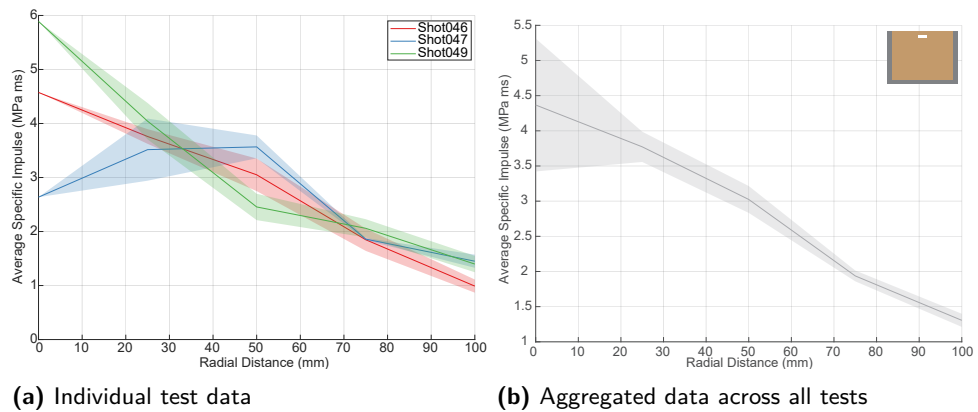 6
5
4
3
2
1
0
Average Specific Impulse (MPa ms)
Shot046
Shot047
Shot049
0 10 20 30 40 50 60 70 80 90 100
Radial Distance (mm)
(a) Individual test data
5.5
5
4.5
4
3.5
3
2.5
2
1.5
1
Average Specific Impulse (MPa ms)
0 10 20 30 40 50 60 70 80 90 100
Radial Distance (mm)
(b) Aggregated data across all tests